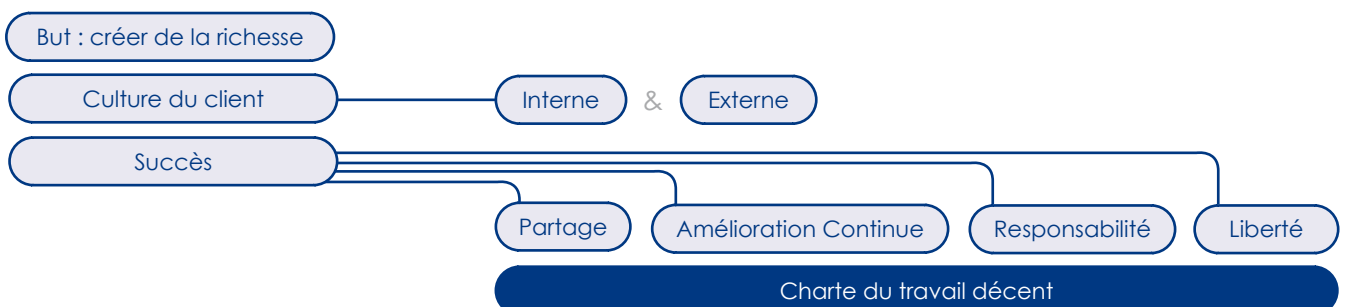 But : créer de la richesse
Culture du client
Interne & Externe
Succès
Partage Amélioration Continue Responsabilité Liberté
Charte du travail décent